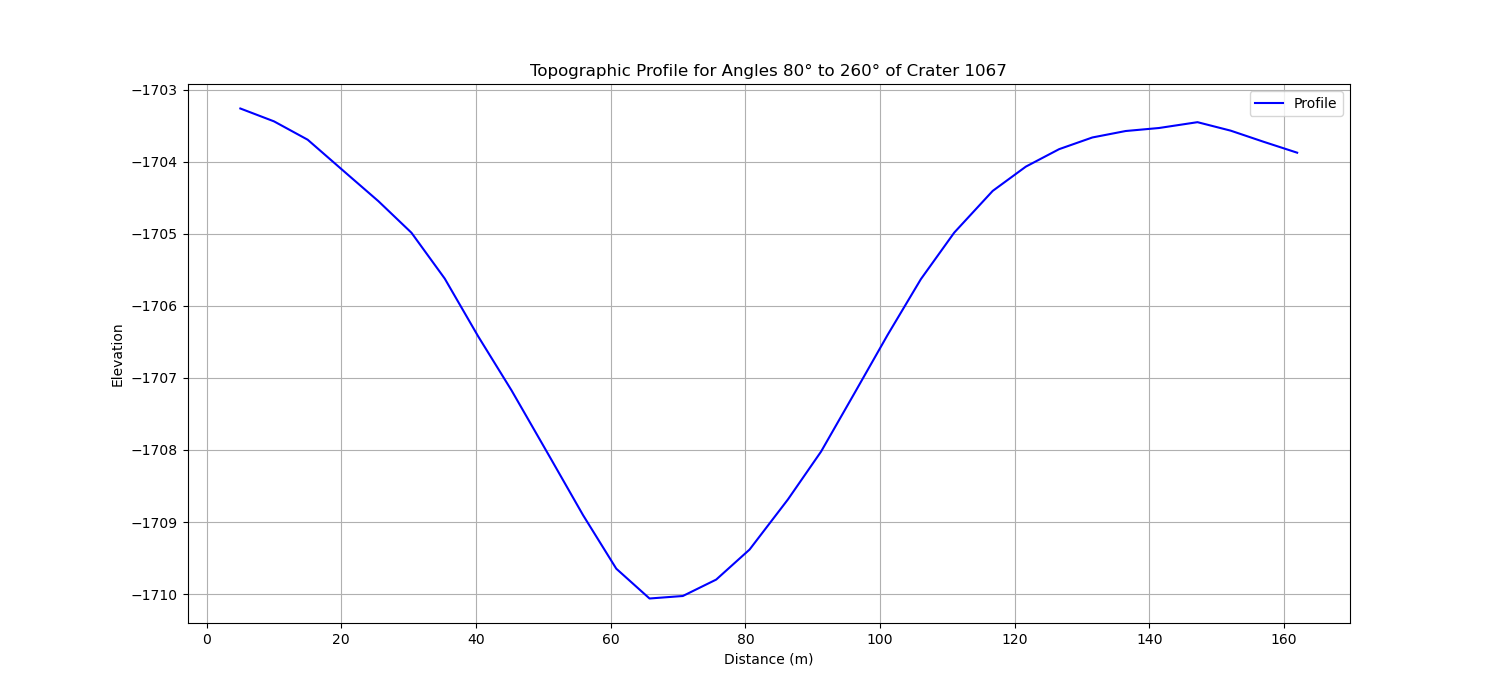 Topographic Profile for Angles 80° to 260° of Crater 1067
Profile
−1703
−1704
−1705
−1706
−1707
−1708
−1709
−1710
Elevation
0 20 40 60 80 100 120 140 160
Distance (m)